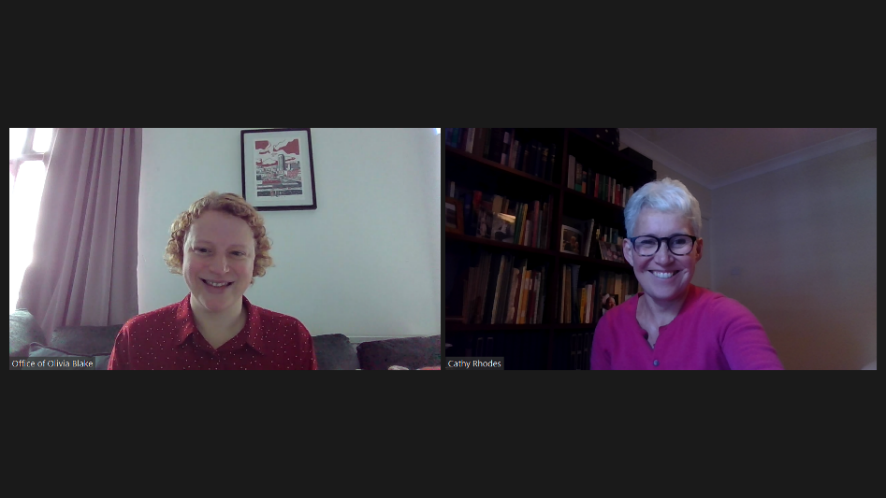 Office of Olivia Blake
Cathy Rhodes